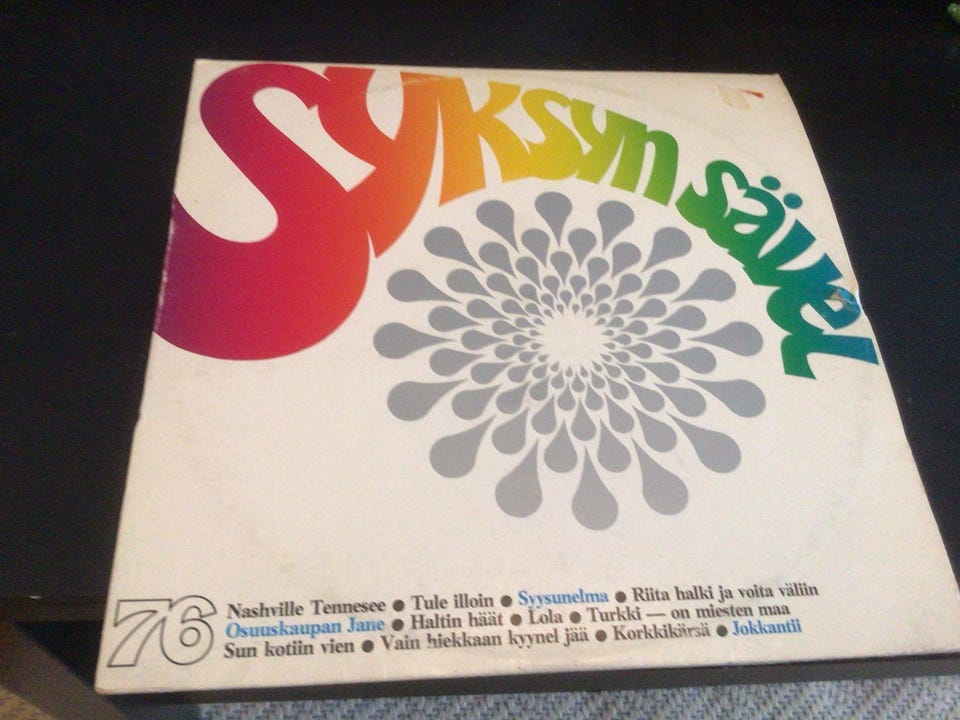 Syksyn sävel
76
Nashville Tennesee ● Tule illoin ● Syysunelma ● Riita halki ja voita väliin
Osuuskaupan Jane ● Haltin häät ● Lola ● Turkki — on miesten maa
Sun kotiin vien ● Vain hiekkaan kyynel jää ● Korkkikärsä ● Jokkantii